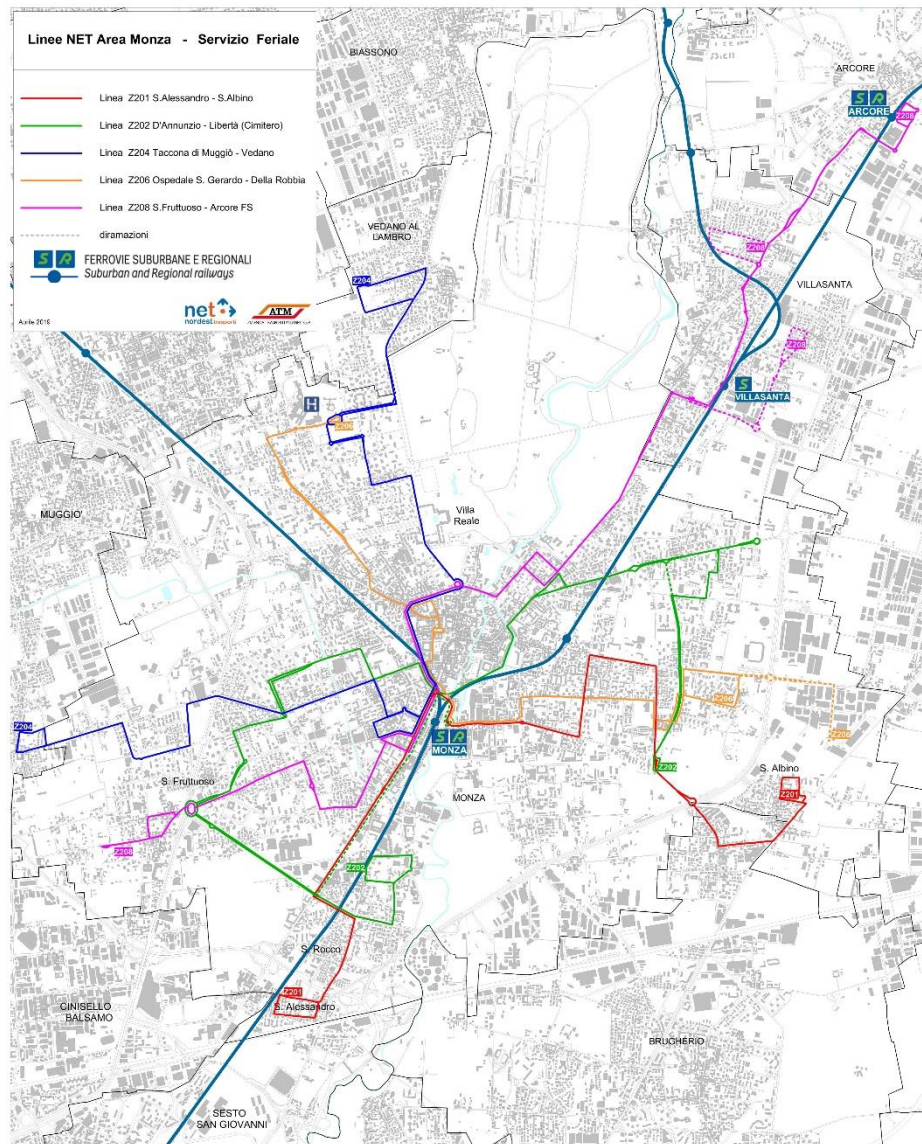 Linee NET Area Monza - Servizio Feriale
Linea Z201 S.Alessandro - S.Albino
Linea Z202 D'Annunzio - Libertà (Cimitero)
Linea Z204 Taccona di Muggiò - Vedano
Linea Z206 Ospedale S. Gerardo - Della Robbia
Linea Z208 S.Fruttuoso - Arcore FS
diramazioni
S R FERROVIE SUBURBANE E REGIONALI
Suburban and Regional railways
Aprile 2019
net
nordest trasporti
ATM
BIASSONO
ARCORE
S R
ARCORE
Z208
VEDANO AL
LAMBRO
Z204
Z208
VILLASANTA
Z208
S
VILLASANTA
H
Z206
MUGGIO'
Villa
Reale
Z204
Z206
Z206
S R
MONZA
Z202
S. Albino
Z201
S. Fruttuoso
MONZA
Z208
Z202
S. Rocco
Z201
S. Alessandro
CINISELLO
BALSAMO
BRUGHERIO
SESTO
SAN GIOVANNI